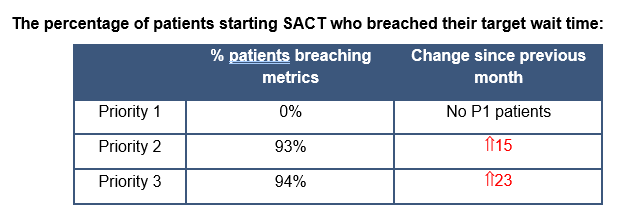 The percentage of patients starting SACT who breached their target wait time:
% patients breaching metrics Change since previous month
Priority 1 0% No P1 patients
Priority 2 93% ⇑15
Priority 3 94% ⇑23